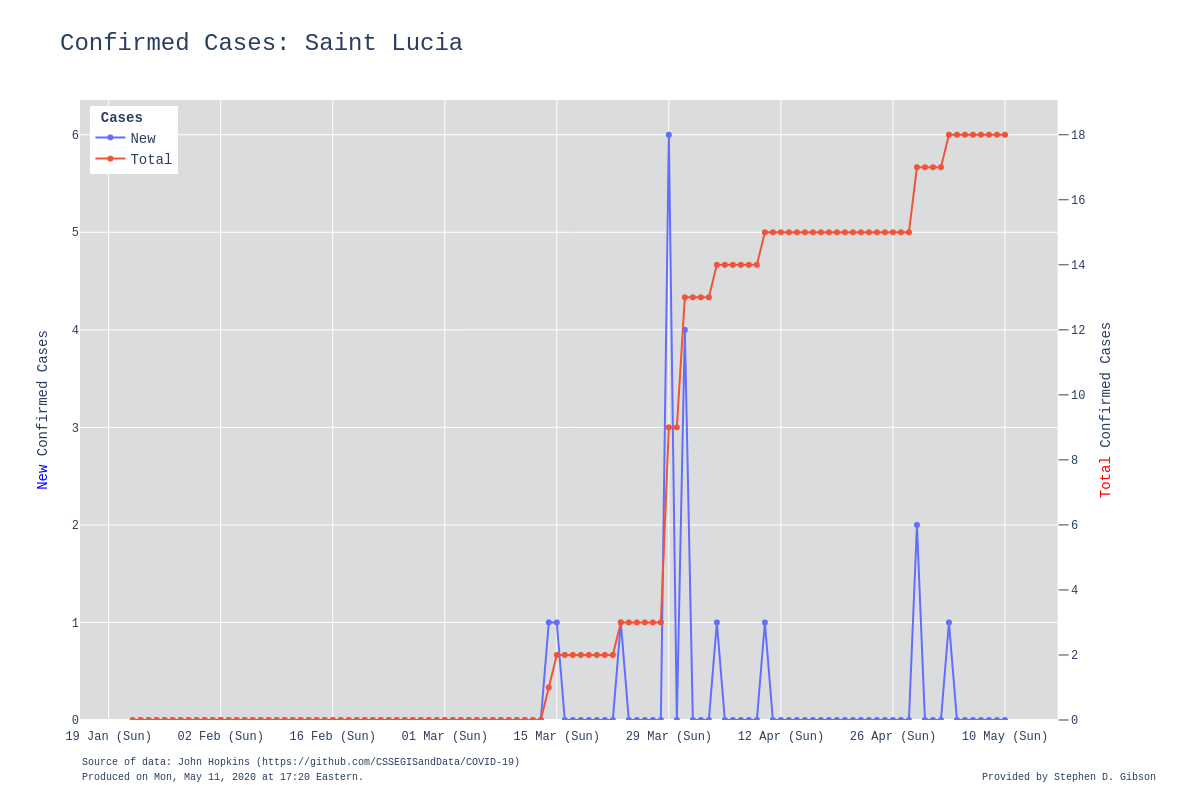 Confirmed Cases: Saint Lucia
Cases
New
Total
6
5
4
3
2
1
0
18
16
14
12
10
8
6
4
2
0
New Confirmed Cases
Total Confirmed Cases
19 Jan (Sun) 02 Feb (Sun) 16 Feb (Sun) 01 Mar (Sun) 15 Mar (Sun) 29 Mar (Sun) 12 Apr (Sun) 26 Apr (Sun) 10 May (Sun)
Source of data: John Hopkins (https://github.com/CSSEGISandData/COVID-19)
Produced on Mon, May 11, 2020 at 17:20 Eastern.
Provided by Stephen D. Gibson